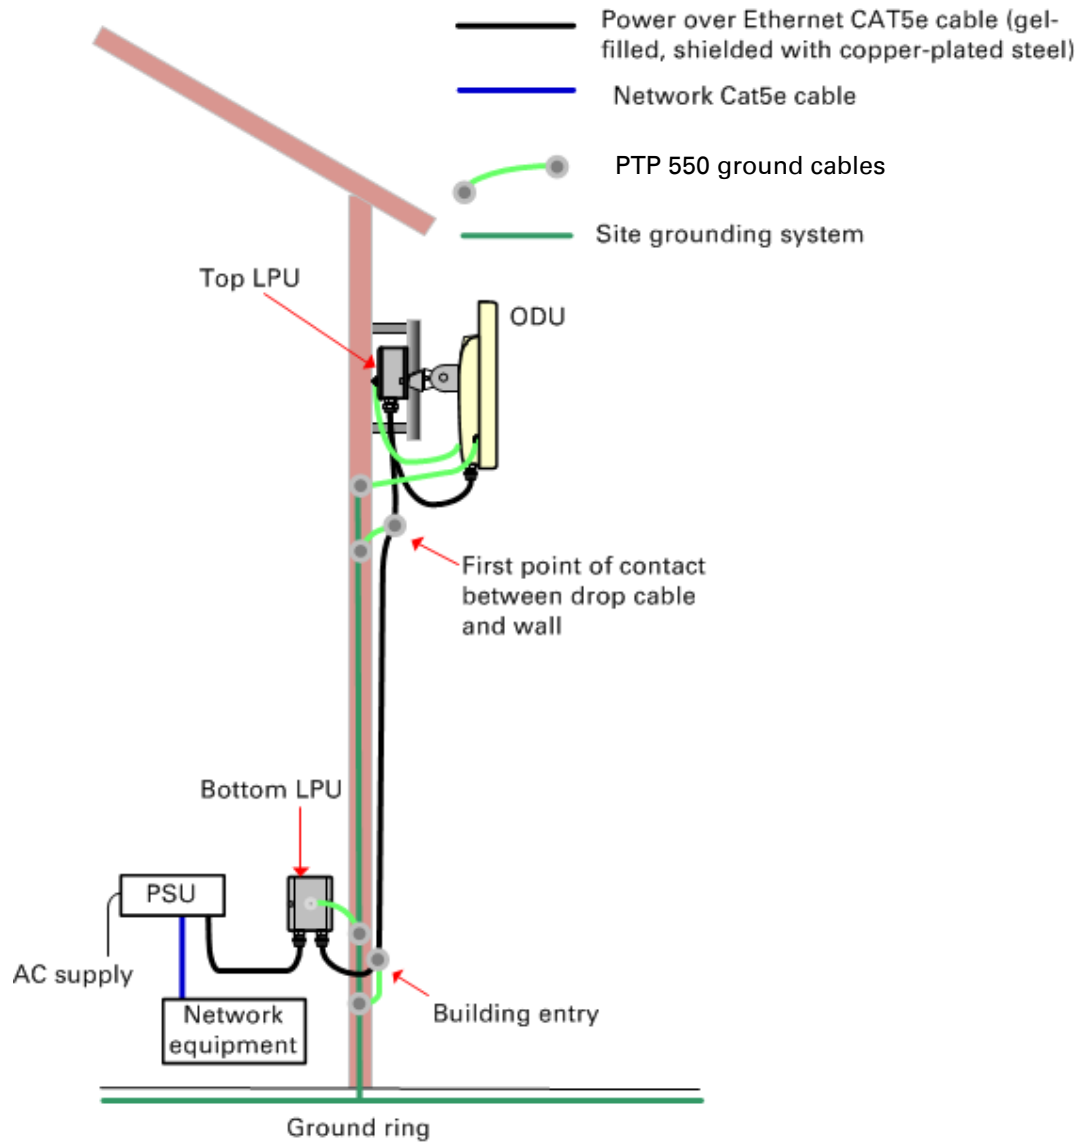 Power over Ethernet CAT5e cable (gel-
filled, shielded with copper-plated steel)
Network Cat5e cable
PTP 550 ground cables
Site grounding system
Top LPU
ODU
First point of contact
between drop cable
and wall
Bottom LPU
PSU
AC supply
Network
equipment
Building entry
Ground ring